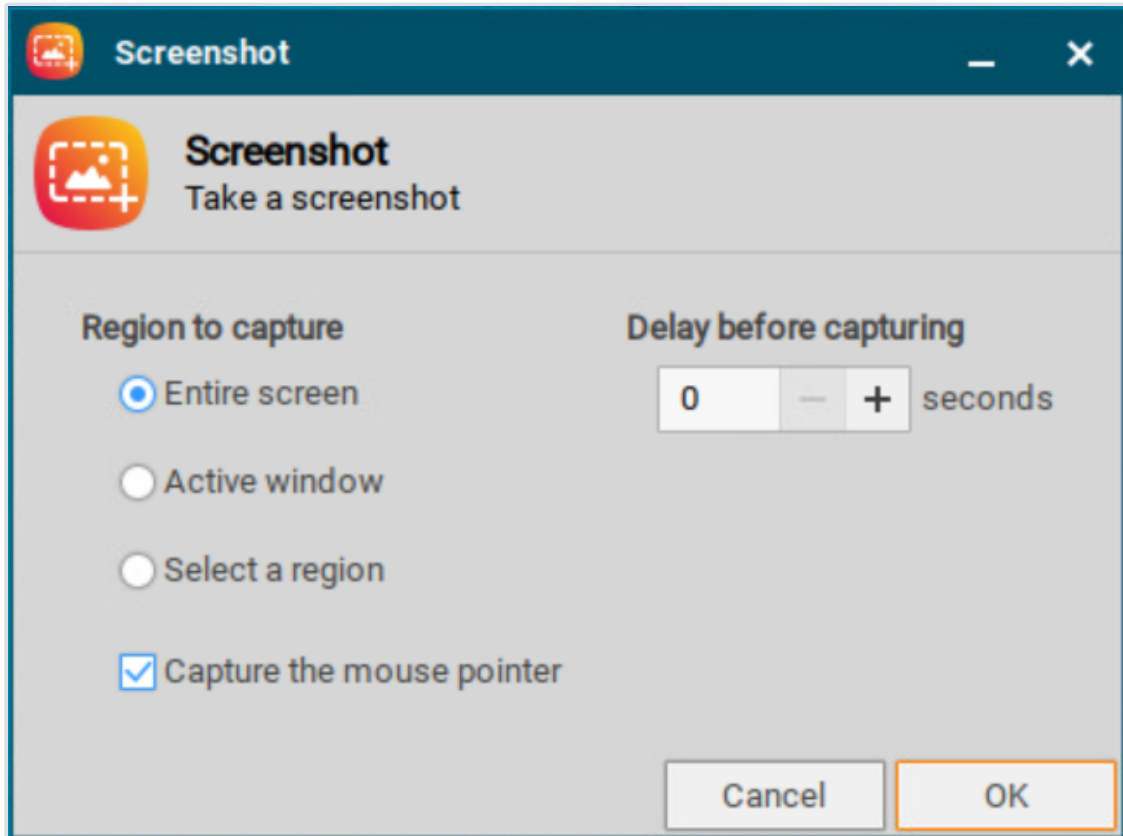 Screenshot
Screenshot
Take a screenshot
Region to capture
Entire screen
Active window
Select a region
Capture the mouse pointer
Delay before capturing
0 − + seconds
Cancel OK